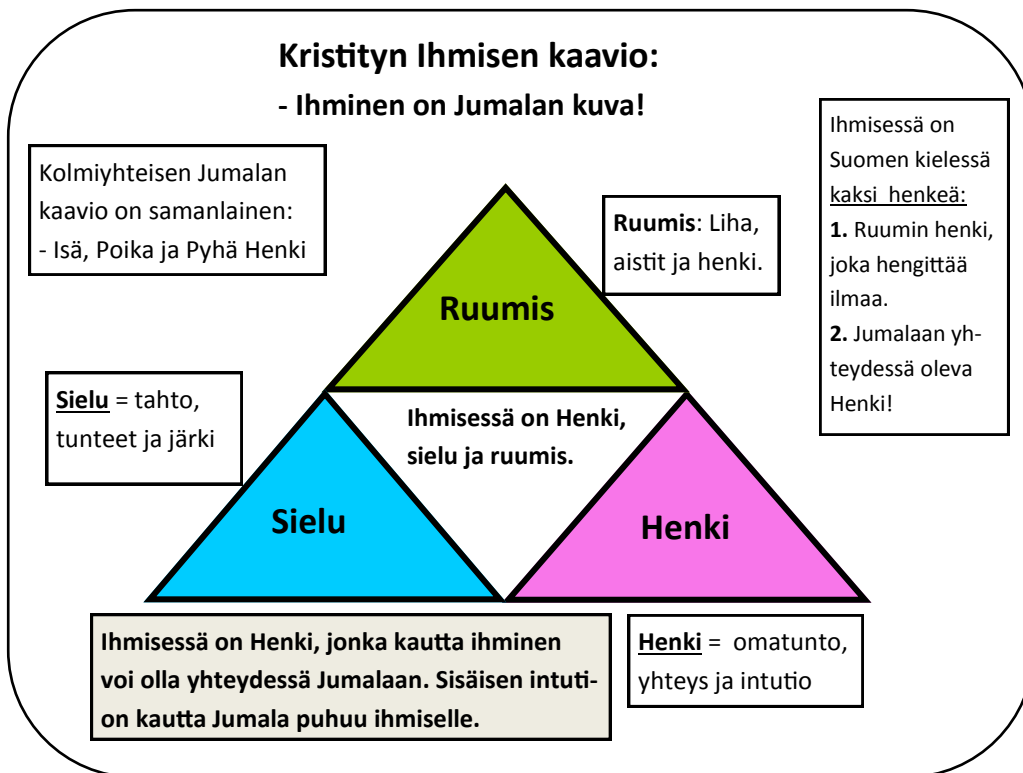 Kristityn Ihmisen kaavio:
- Ihminen on Jumalan kuva!
Kolmiyhteisen Jumalan
kaavio on samanlainen:
- Isä, Poika ja Pyhä Henki
Ihmisessä on
Suomen kielessä
kaksi henkeä:
1. Ruumin henki,
joka hengittää
ilmaa.
2. Jumalaan yh-
teydessä oleva
Henki!
Ruumis: Liha,
aistit ja henki.
Ruumis
Sielu = tahto,
tunteet ja järki
Ihmisessä on Henki,
sielu ja ruumis.
Sielu
Henki
Ihmisessä on Henki, jonka kautta ihminen
voi olla yhteydessä Jumalaan. Sisäisen intuti-
on kautta Jumala puhuu ihmiselle.
Henki = omatunto,
yhteys ja intutio